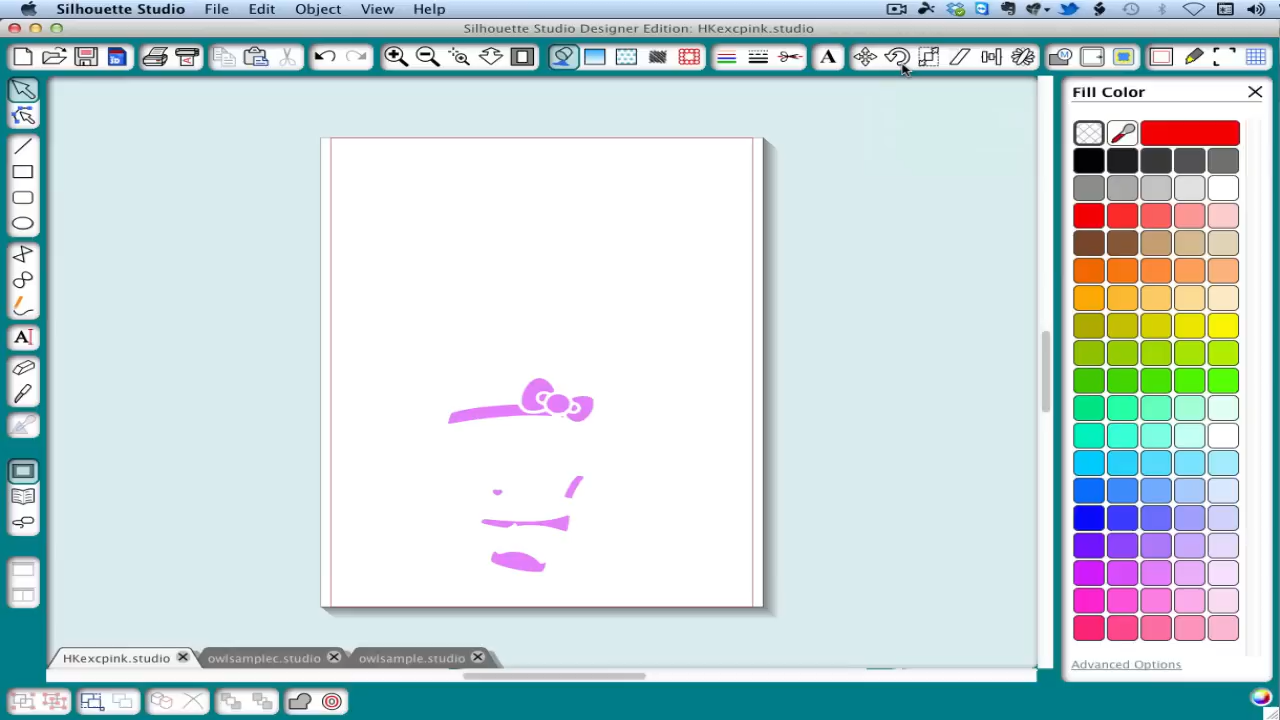 Silhouette Studio File Edit Object View Help
Silhouette Studio Designer Edition: HKexcpink.studio
Fill Color
Advanced Options
HKexcpink.studio owlsamplec.studio owlsample.studio